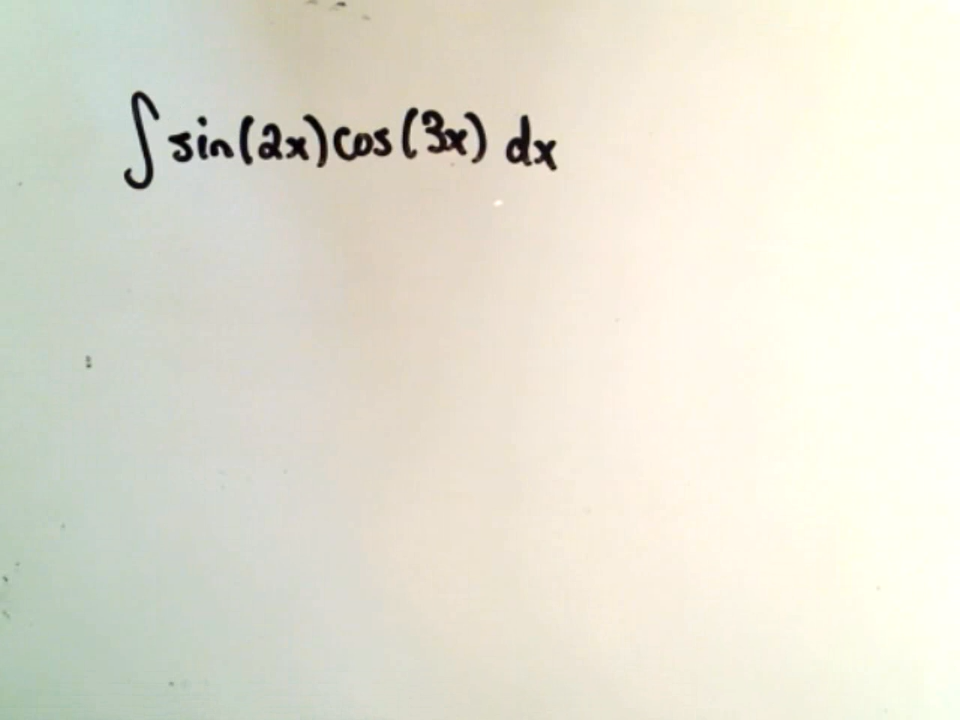 ∫ sin(2x)cos(3x) dx